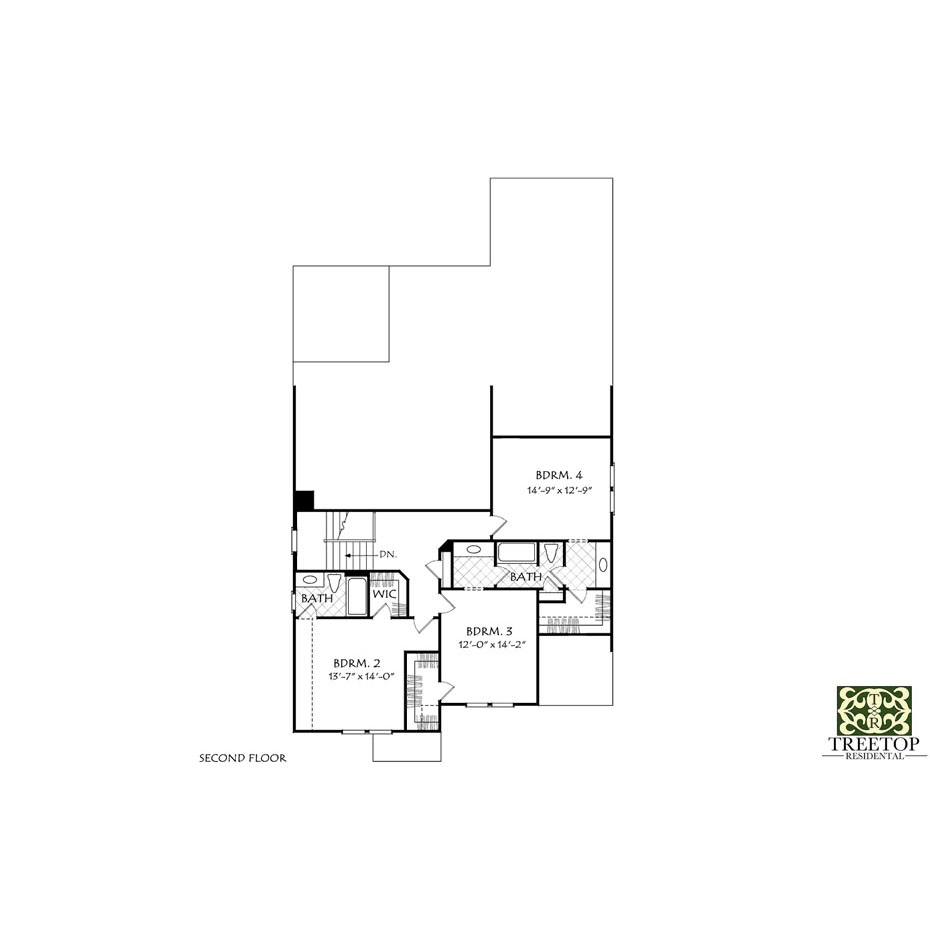 BDRM. 4
14'-9" x 12'-9"
DN.
BATH
BATH
WIC
BDRM. 3
12'-0" x 14'-2"
BDRM. 2
13'-7" x 14'-0"
SECOND FLOOR
T
&
R
TREETOP
RESIDENTAL